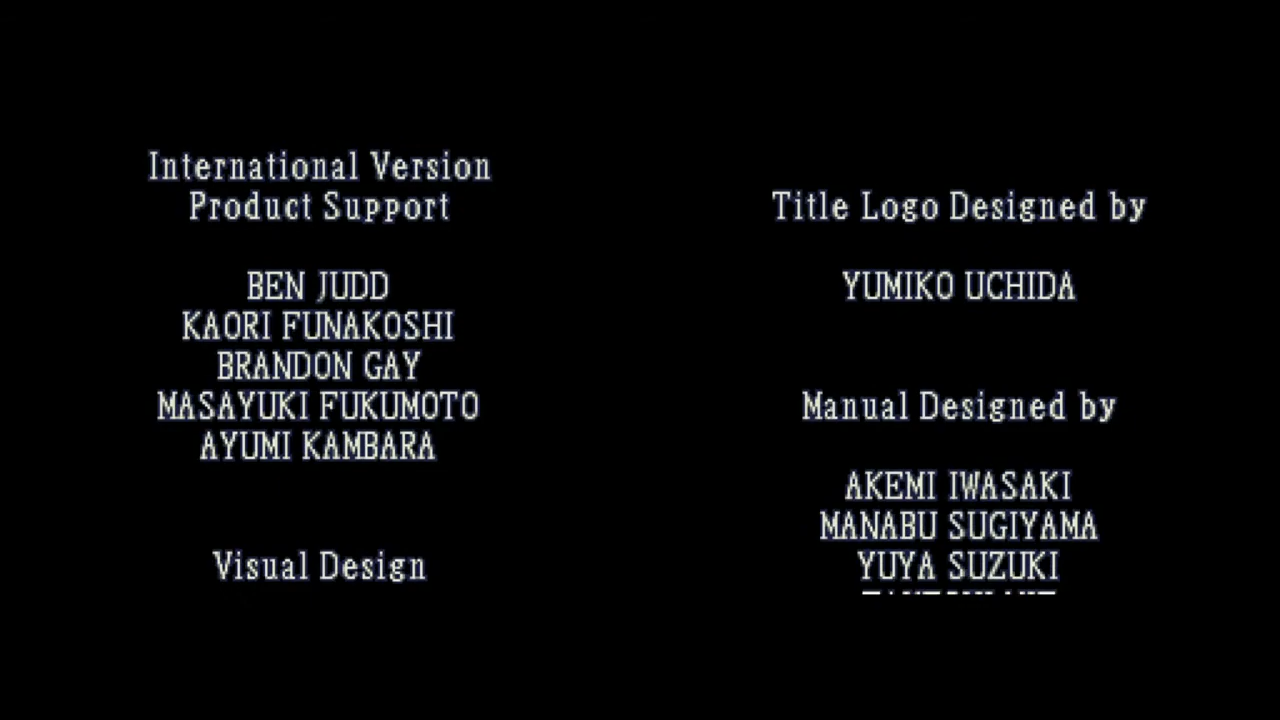 International Version
Product Support
BEN JUDD
KAORI FUNAKOSHI
BRANDON GAY
MASAYUKI FUKUMOTO
AYUMI KAMBARA
Visual Design
Title Logo Designed by
YUMIKO UCHIDA
Manual Designed by
AKEMI IWASAKI
MANABU SUGIYAMA
YUYA SUZUKI